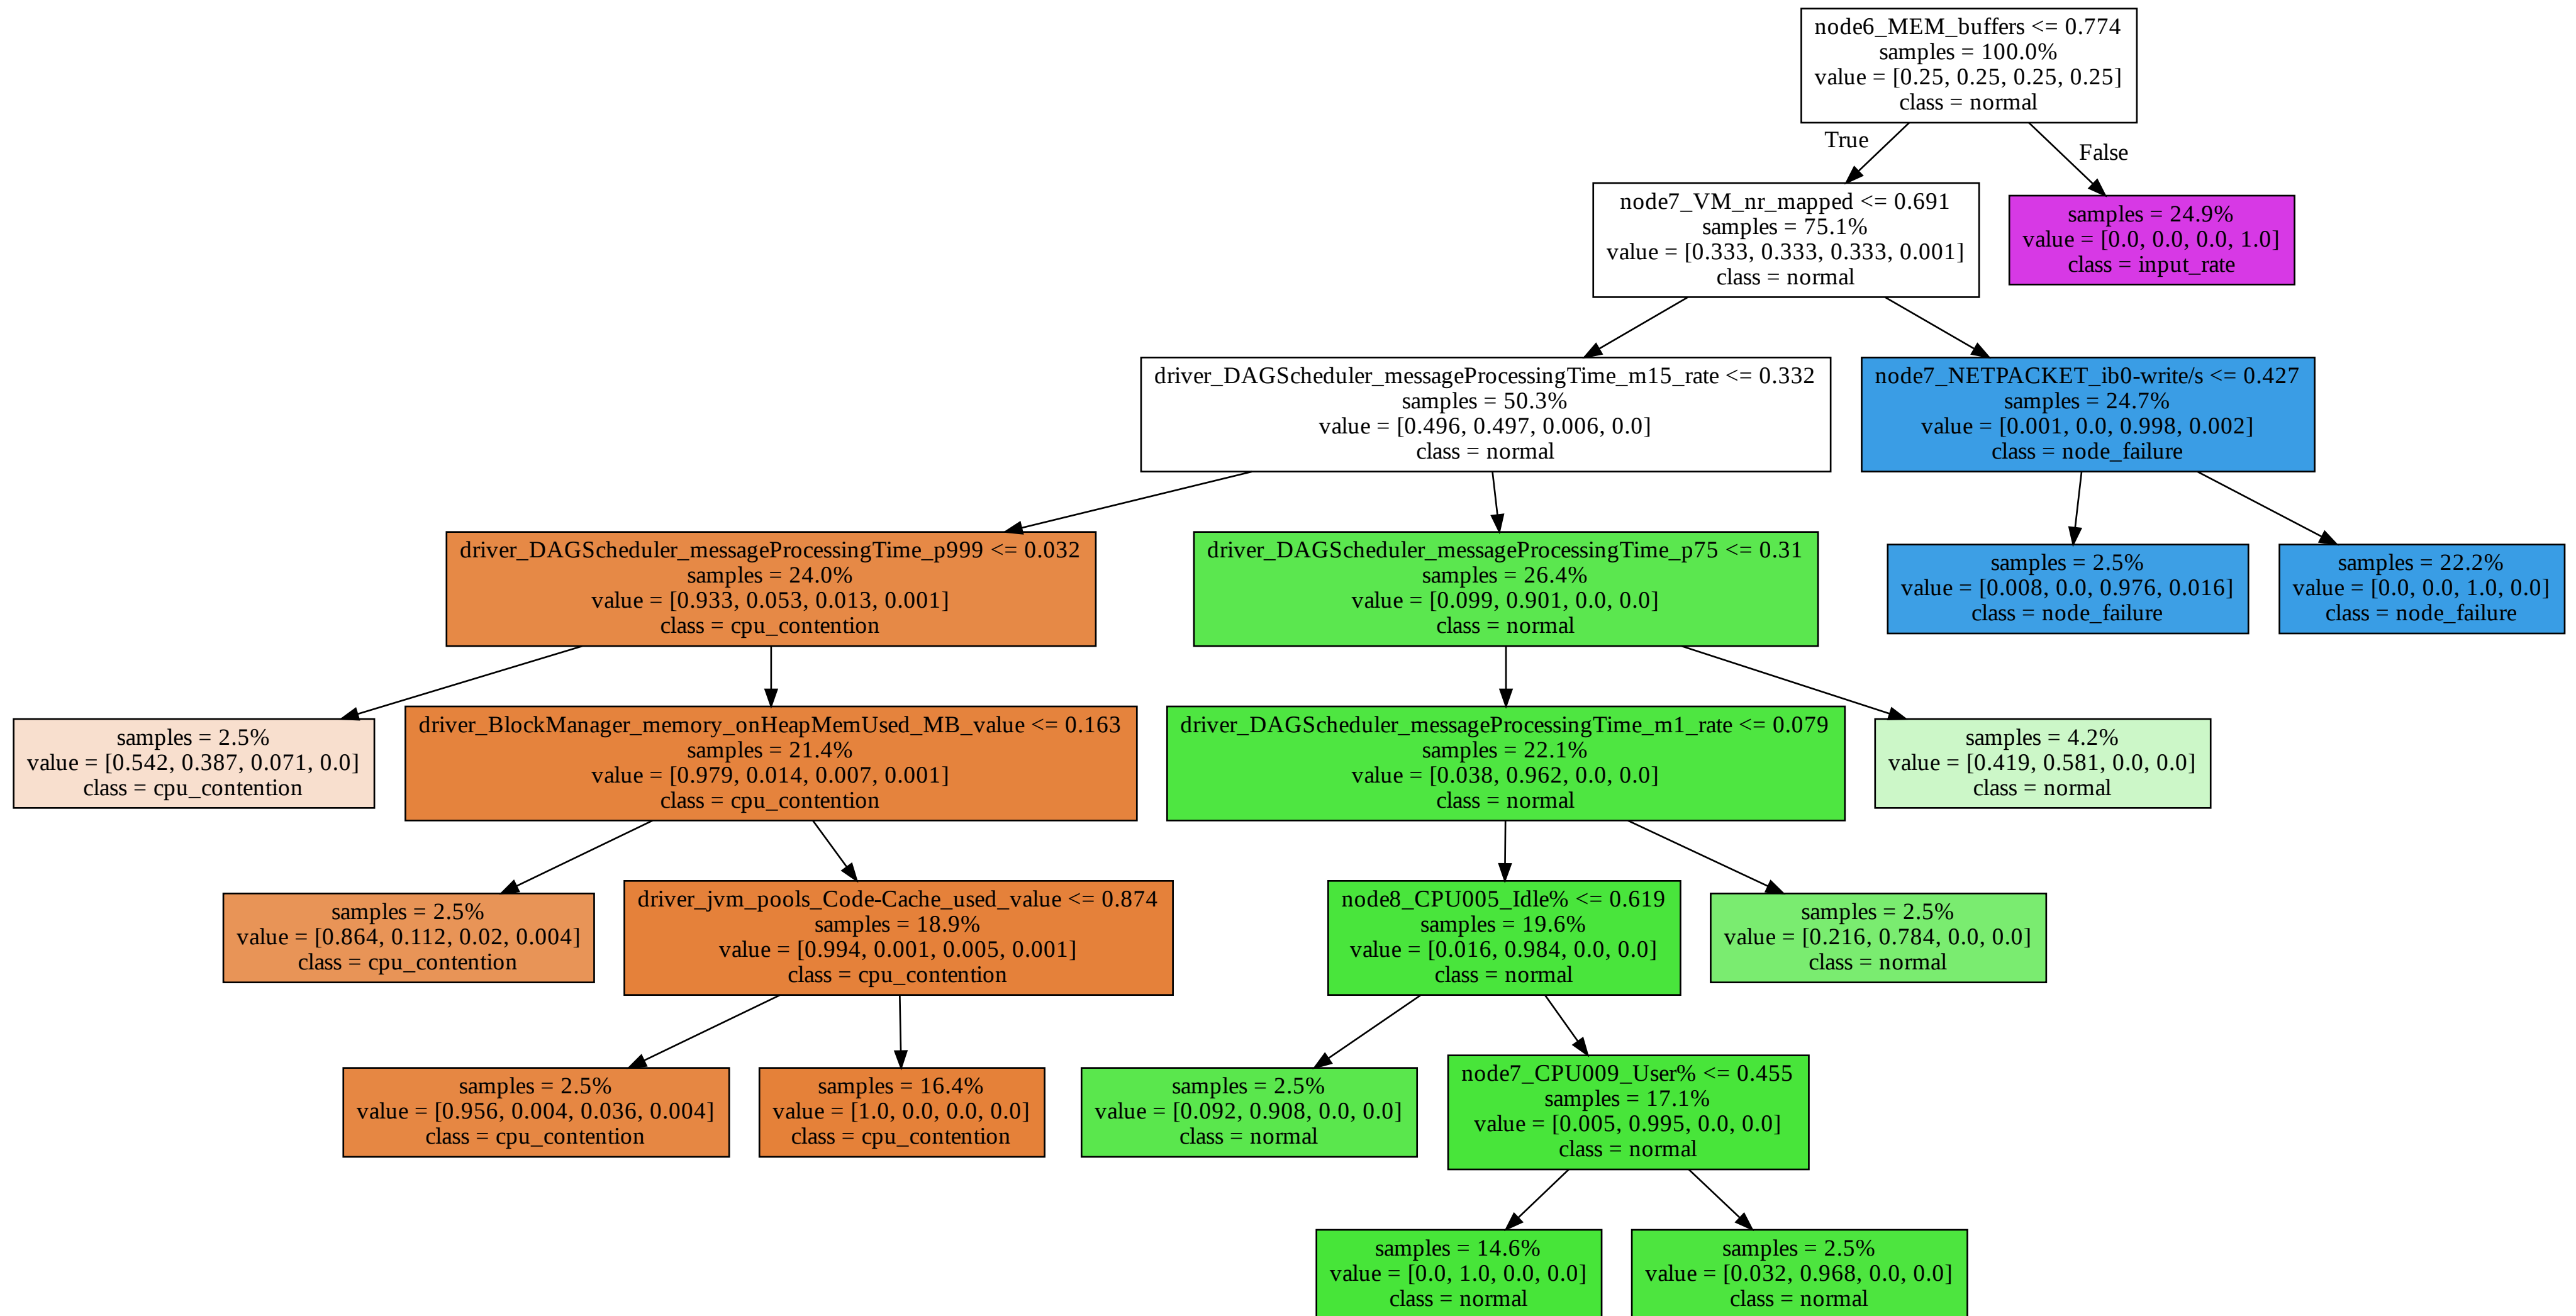 node6_MEM_buffers <= 0.774
samples = 100.0%
value = [0.25, 0.25, 0.25, 0.25]
class = normal
True
False
node7_VM_nr_mapped <= 0.691
samples = 75.1%
value = [0.333, 0.333, 0.333, 0.001]
class = normal
samples = 24.9%
value = [0.0, 0.0, 0.0, 1.0]
class = input_rate
driver_DAGScheduler_messageProcessingTime_m15_rate <= 0.332
samples = 50.3%
value = [0.496, 0.497, 0.006, 0.0]
class = normal
node7_NETPACKET_ib0-write/s <= 0.427
samples = 24.7%
value = [0.001, 0.0, 0.998, 0.002]
class = node_failure
driver_DAGScheduler_messageProcessingTime_p999 <= 0.032
samples = 24.0%
value = [0.933, 0.053, 0.013, 0.001]
class = cpu_contention
driver_DAGScheduler_messageProcessingTime_p75 <= 0.31
samples = 26.4%
value = [0.099, 0.901, 0.0, 0.0]
class = normal
samples = 2.5%
value = [0.008, 0.0, 0.976, 0.016]
class = node_failure
samples = 22.2%
value = [0.0, 0.0, 1.0, 0.0]
class = node_failure
samples = 2.5%
value = [0.542, 0.387, 0.071, 0.0]
class = cpu_contention
driver_BlockManager_memory_onHeapMemUsed_MB_value <= 0.163
samples = 21.4%
value = [0.979, 0.014, 0.007, 0.001]
class = cpu_contention
driver_DAGScheduler_messageProcessingTime_m1_rate <= 0.079
samples = 22.1%
value = [0.038, 0.962, 0.0, 0.0]
class = normal
samples = 4.2%
value = [0.419, 0.581, 0.0, 0.0]
class = normal
samples = 2.5%
value = [0.864, 0.112, 0.02, 0.004]
class = cpu_contention
driver_jvm_pools_Code-Cache_used_value <= 0.874
samples = 18.9%
value = [0.994, 0.001, 0.005, 0.001]
class = cpu_contention
node8_CPU005_Idle% <= 0.619
samples = 19.6%
value = [0.016, 0.984, 0.0, 0.0]
class = normal
samples = 2.5%
value = [0.216, 0.784, 0.0, 0.0]
class = normal
samples = 2.5%
value = [0.956, 0.004, 0.036, 0.004]
class = cpu_contention
samples = 16.4%
value = [1.0, 0.0, 0.0, 0.0]
class = cpu_contention
samples = 2.5%
value = [0.092, 0.908, 0.0, 0.0]
class = normal
node7_CPU009_User% <= 0.455
samples = 17.1%
value = [0.005, 0.995, 0.0, 0.0]
class = normal
samples = 14.6%
value = [0.0, 1.0, 0.0, 0.0]
class = normal
samples = 2.5%
value = [0.032, 0.968, 0.0, 0.0]
class = normal